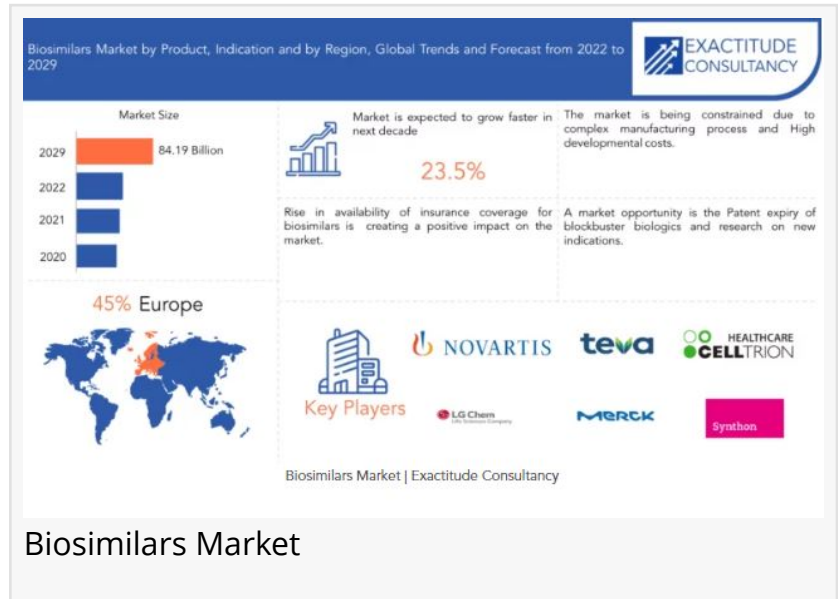 Biosimilars Market by Product, Indication and by Region, Global Trends and Forecast from 2022 to
2029
EXACTITUDE
CONSULTANCY
Market Size
2029
84.19 Billion
2022
2021
2020
Market is expected to grow faster in
next decade
23.5%
The market is being constrained due to
complex manufacturing process and High
developmental costs.
Rise in availability of insurance coverage for
biosimilars is creating a positive impact on the
market.
A market opportunity is the Patent expiry of
blockbuster biologics and research on new
indications.
45% Europe
Key Players
NOVARTIS
teva
HEALTHCARE
CELLTRION
LG Chem
Life Sciences Company
MERCK
Synthon
Biosimilars Market | Exactitude Consultancy
Biosimilars Market